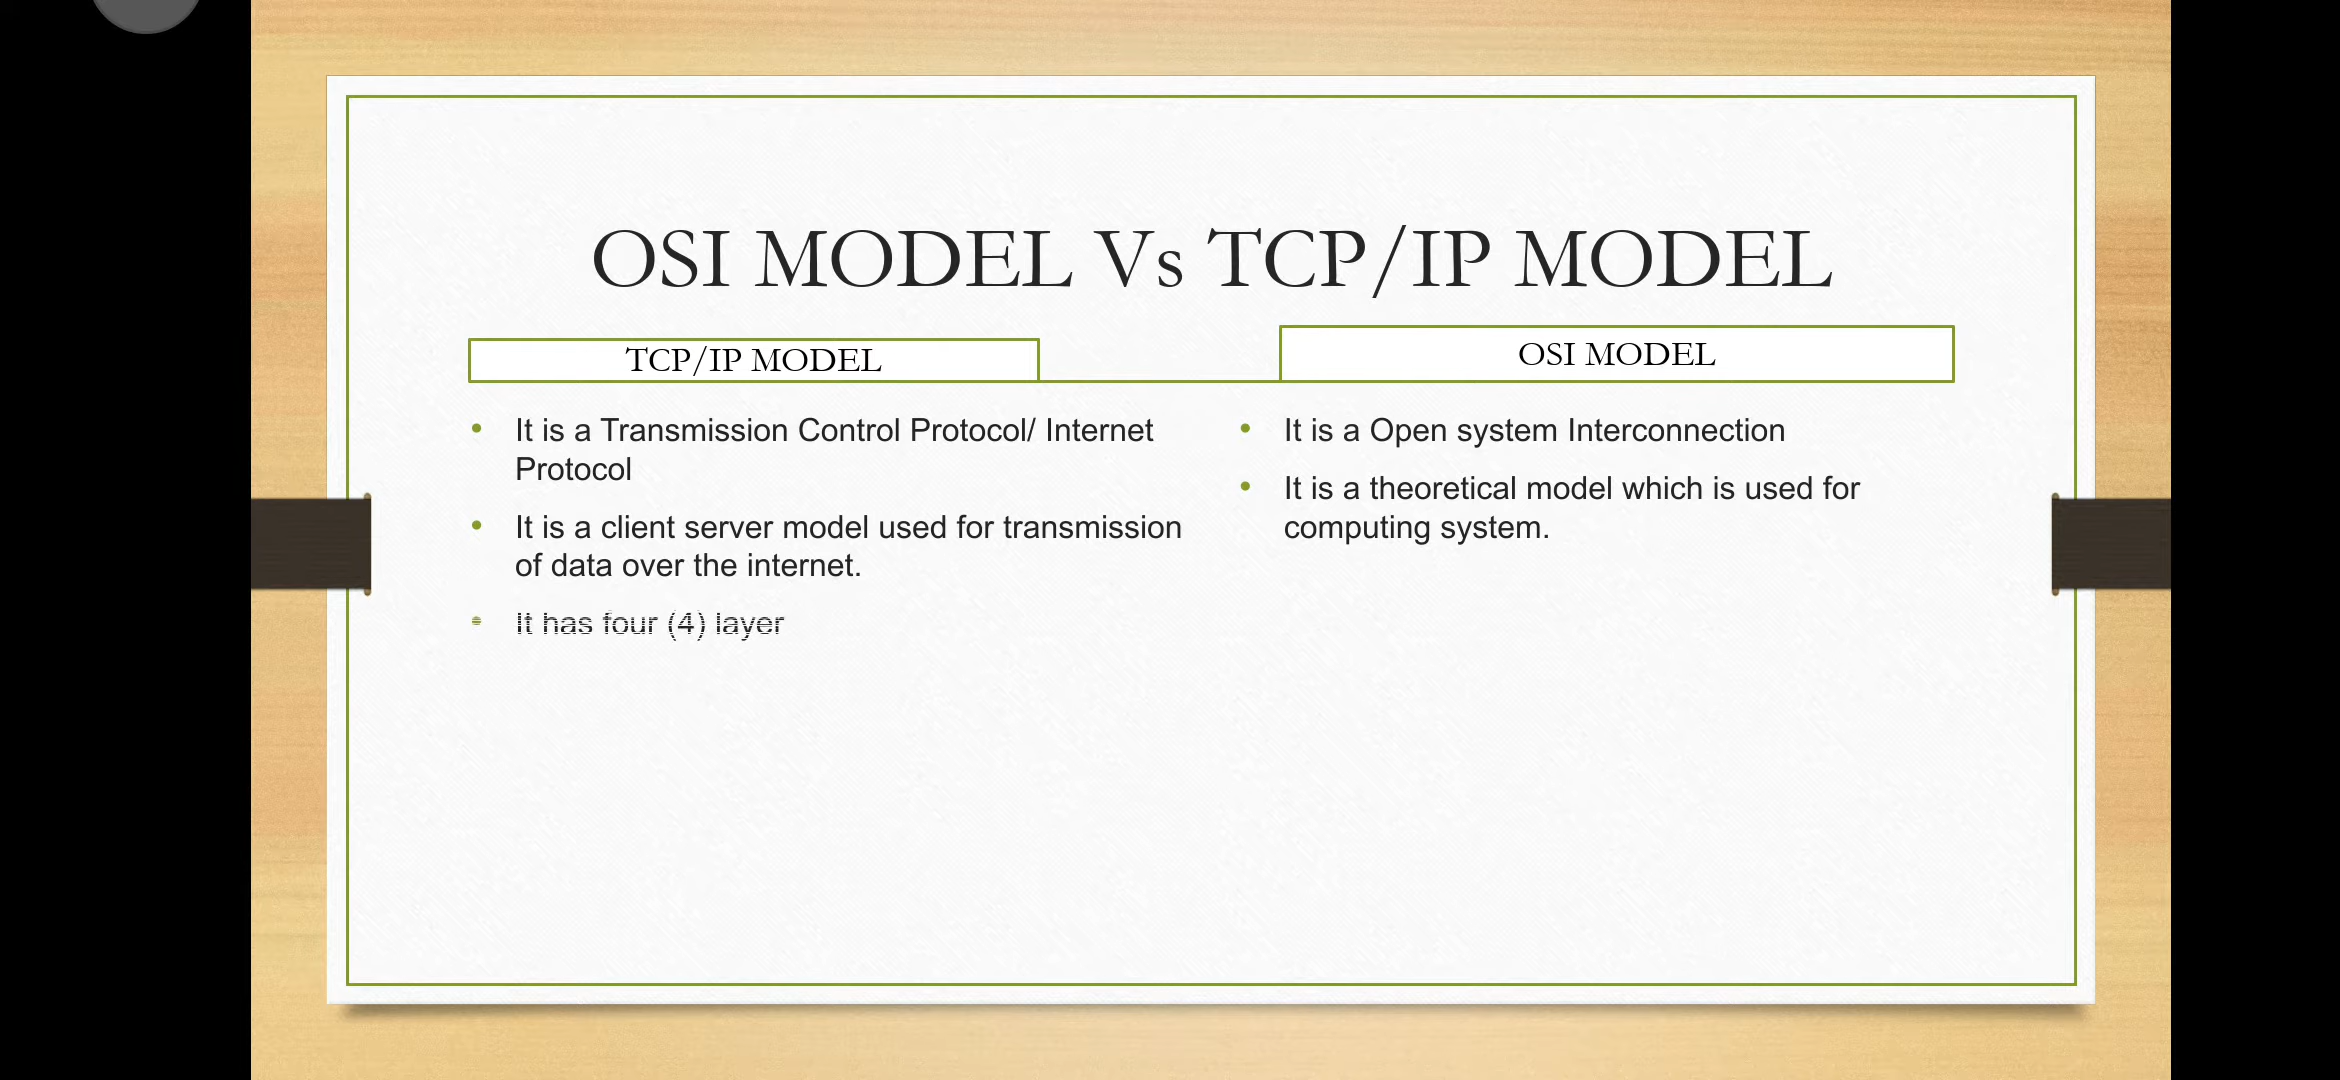 OSI MODEL Vs TCP/IP MODEL
TCP/IP MODEL
It is a Transmission Control Protocol/ Internet
Protocol
It is a client server model used for transmission
of data over the internet.
It has four (4) layer
OSI MODEL
It is a Open system Interconnection
It is a theoretical model which is used for
computing system.